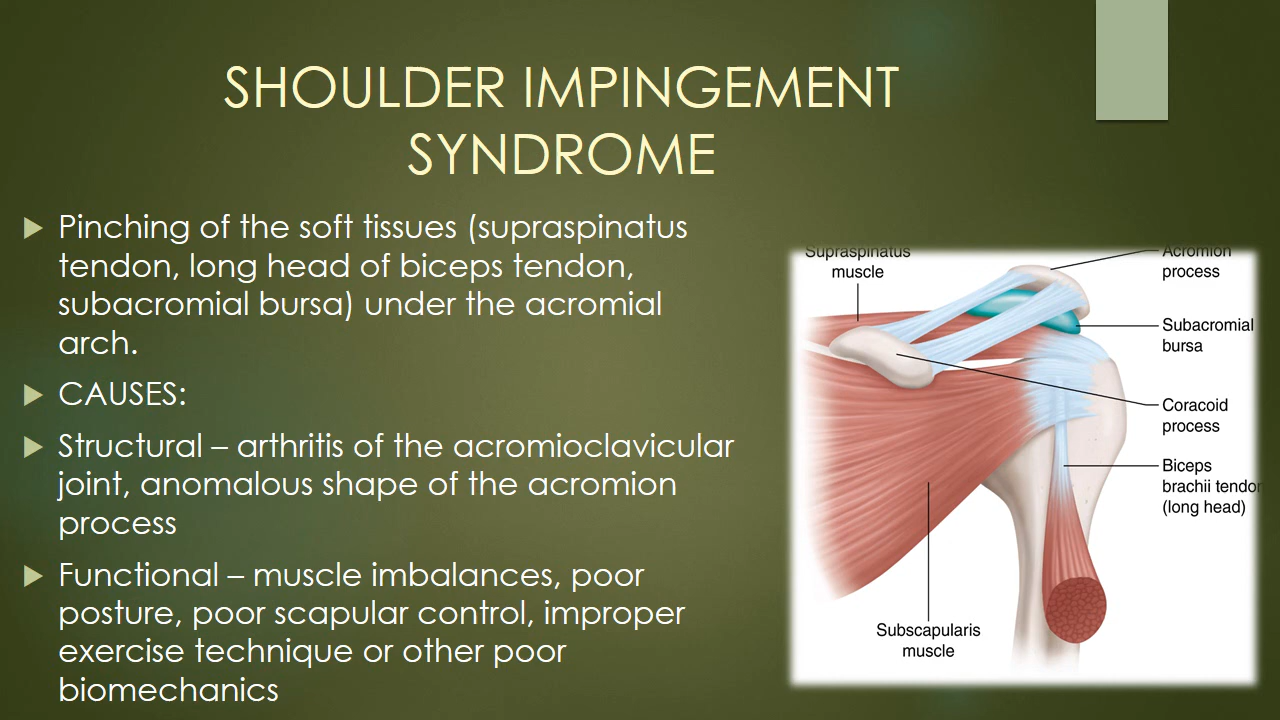 SHOULDER IMPINGEMENT
SYNDROME
Pinching of the soft tissues (supraspinatus
tendon, long head of biceps tendon,
subacromial bursa) under the acromial
arch.
CAUSES:
Structural – arthritis of the acromioclavicular
joint, anomalous shape of the acromion
process
Functional – muscle imbalances, poor
posture, poor scapular control, improper
exercise technique or other poor
biomechanics
Supraspinatus
muscle
Acromion
process
Subacromial
bursa
Coracoid
process
Biceps
brachii tendon
(long head)
Subscapularis
muscle